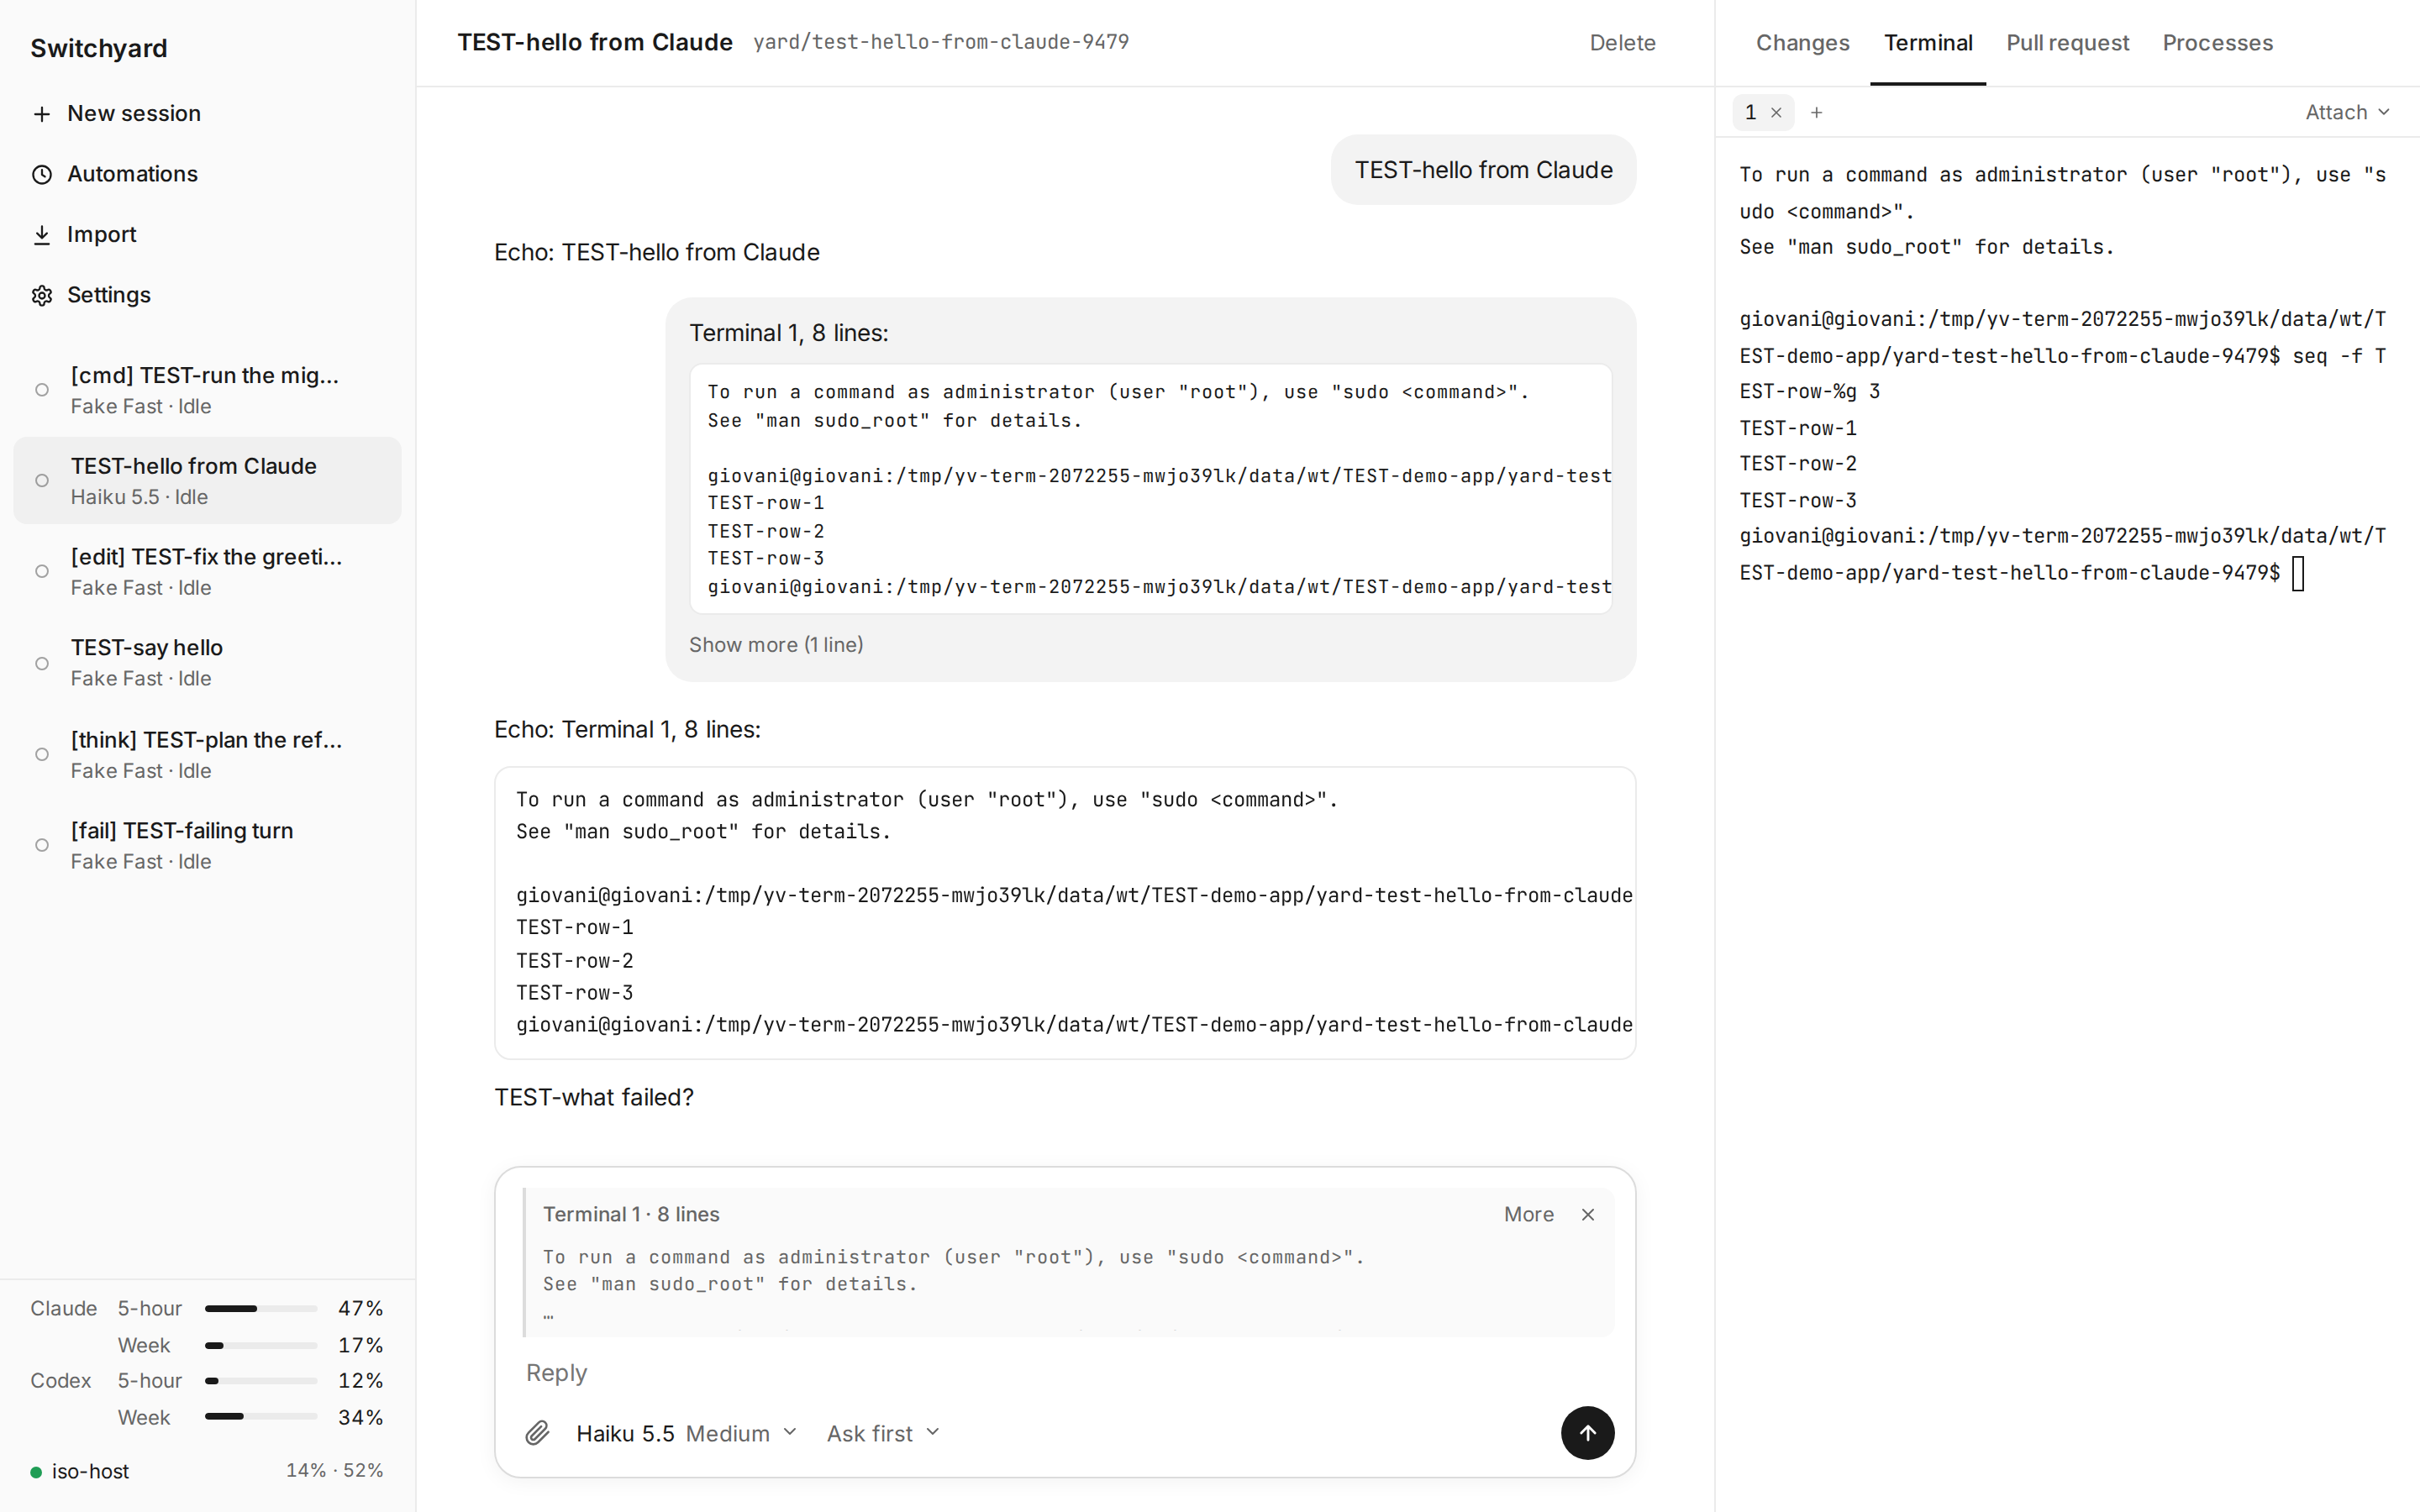 Switchyard
New session
Automations
Import
Settings
[cmd] TEST-run the mig...
Fake Fast · Idle
TEST-hello from Claude
Haiku 5.5 · Idle
[edit] TEST-fix the greeti...
Fake Fast · Idle
TEST-say hello
Fake Fast · Idle
[think] TEST-plan the ref...
Fake Fast · Idle
[fail] TEST-failing turn
Fake Fast · Idle
Claude 5-hour 47%
Week 17%
Codex 5-hour 12%
Week 34%
iso-host 14% · 52%
TEST-hello from Claude yard/test-hello-from-claude-9479 Delete
TEST-hello from Claude
Echo: TEST-hello from Claude
Terminal 1, 8 lines:
To run a command as administrator (user "root"), use "sudo <command>".
See "man sudo_root" for details.
giovani@giovani:/tmp/yv-term-2072255-mwjo39lk/data/wt/TEST-demo-app/yard-test
TEST-row-1
TEST-row-2
TEST-row-3
giovani@giovani:/tmp/yv-term-2072255-mwjo39lk/data/wt/TEST-demo-app/yard-test
Show more (1 line)
Echo: Terminal 1, 8 lines:
To run a command as administrator (user "root"), use "sudo <command>".
See "man sudo_root" for details.
giovani@giovani:/tmp/yv-term-2072255-mwjo39lk/data/wt/TEST-demo-app/yard-test-hello-from-claude
TEST-row-1
TEST-row-2
TEST-row-3
giovani@giovani:/tmp/yv-term-2072255-mwjo39lk/data/wt/TEST-demo-app/yard-test-hello-from-claude
TEST-what failed?
Terminal 1 · 8 lines More
To run a command as administrator (user "root"), use "sudo <command>".
See "man sudo_root" for details.
…
Reply
Haiku 5.5 Medium Ask first
Changes Terminal Pull request Processes
1 × + Attach
To run a command as administrator (user "root"), use "s
udo <command>".
See "man sudo_root" for details.
giovani@giovani:/tmp/yv-term-2072255-mwjo39lk/data/wt/T
EST-demo-app/yard-test-hello-from-claude-9479$ seq -f T
EST-row-%g 3
TEST-row-1
TEST-row-2
TEST-row-3
giovani@giovani:/tmp/yv-term-2072255-mwjo39lk/data/wt/T
EST-demo-app/yard-test-hello-from-claude-9479$